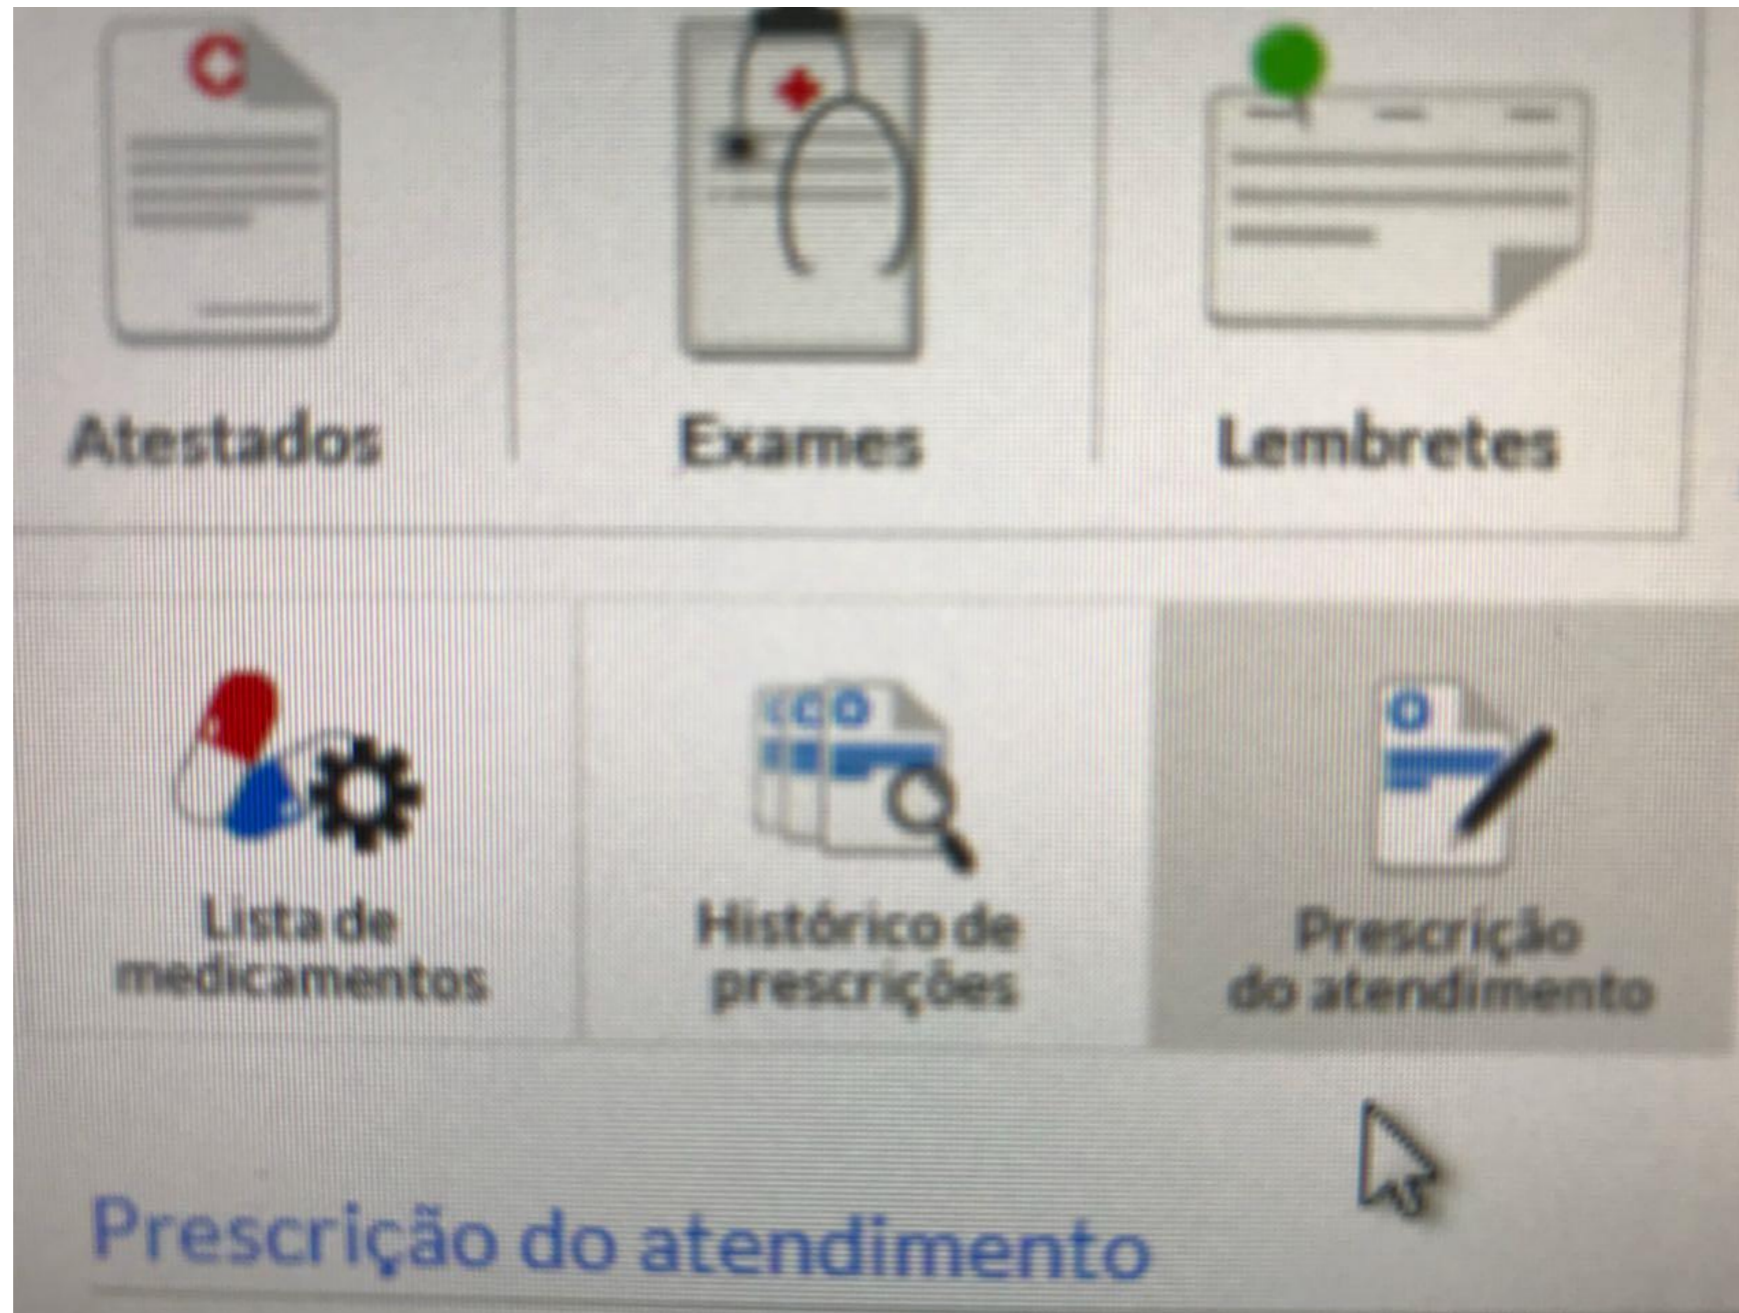 Atestados
Exames
Lembretes
Lista de
medicamentos
Histórico de
prescrições
Prescrição
do atendimento
Prescrição do atendimento